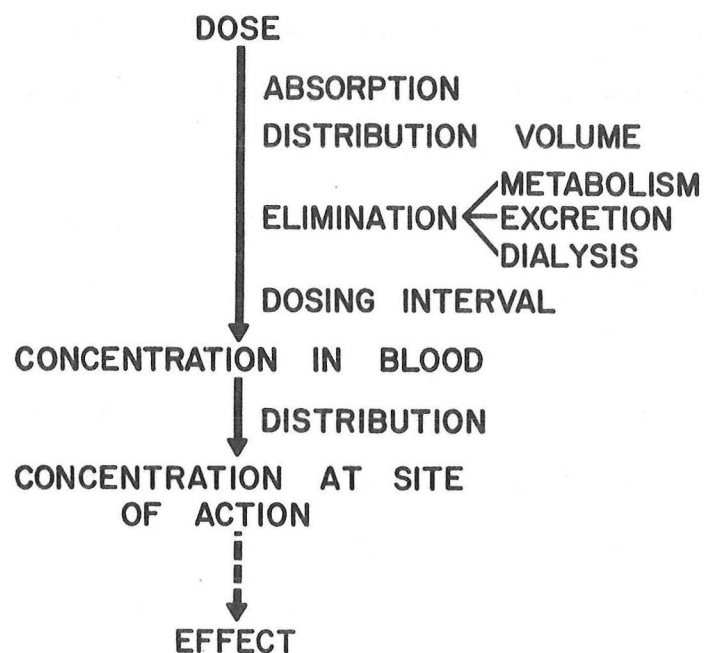 DOSE
ABSORPTION
DISTRIBUTION VOLUME
METABOLISM
ELIMINATION EXCRETION
DIALYSIS
DOSING INTERVAL
CONCENTRATION IN BLOOD
DISTRIBUTION
CONCENTRATION AT SITE
OF ACTION
EFFECT